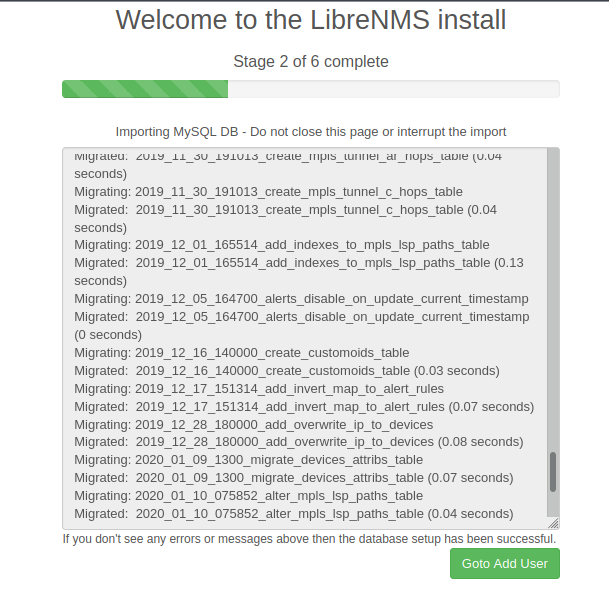 Welcome to the LibreNMS install
Stage 2 of 6 complete
Importing MySQL DB - Do not close this page or interrupt the import
Migrated:  2019_11_30_191013_create_mpls_tunnel_ar_hops_table (0.04
seconds)
Migrating: 2019_11_30_191013_create_mpls_tunnel_c_hops_table
Migrated:  2019_11_30_191013_create_mpls_tunnel_c_hops_table (0.04
seconds)
Migrating: 2019_12_01_165514_add_indexes_to_mpls_lsp_paths_table
Migrated:  2019_12_01_165514_add_indexes_to_mpls_lsp_paths_table (0.13
seconds)
Migrating: 2019_12_05_164700_alerts_disable_on_update_current_timestamp
Migrated:  2019_12_05_164700_alerts_disable_on_update_current_timestamp
(0 seconds)
Migrating: 2019_12_16_140000_create_customoids_table
Migrated:  2019_12_16_140000_create_customoids_table (0.03 seconds)
Migrating: 2019_12_17_151314_add_invert_map_to_alert_rules
Migrated:  2019_12_17_151314_add_invert_map_to_alert_rules (0.07 seconds)
Migrating: 2019_12_28_180000_add_overwrite_ip_to_devices
Migrated:  2019_12_28_180000_add_overwrite_ip_to_devices (0.08 seconds)
Migrating: 2020_01_09_1300_migrate_devices_attribs_table
Migrated:  2020_01_09_1300_migrate_devices_attribs_table (0.07 seconds)
Migrating: 2020_01_10_075852_alter_mpls_lsp_paths_table
Migrated:  2020_01_10_075852_alter_mpls_lsp_paths_table (0.04 seconds)
If you don't see any errors or messages above then the database setup has been successful.
Goto Add User